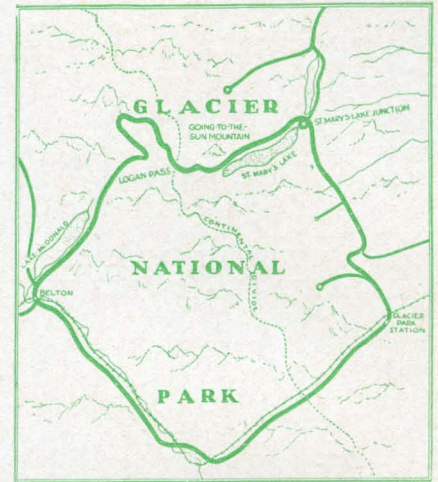 GLACIER
GOING-TO-THE-
SUN MOUNTAIN
ST. MARY'S LAKE JUNCTION
LOGAN PASS
ST. MARY'S LAKE
LAKE McDONALD
CONTINENTAL DIVIDE
NATIONAL
BELTON
GLACIER
PARK
STATION
PARK